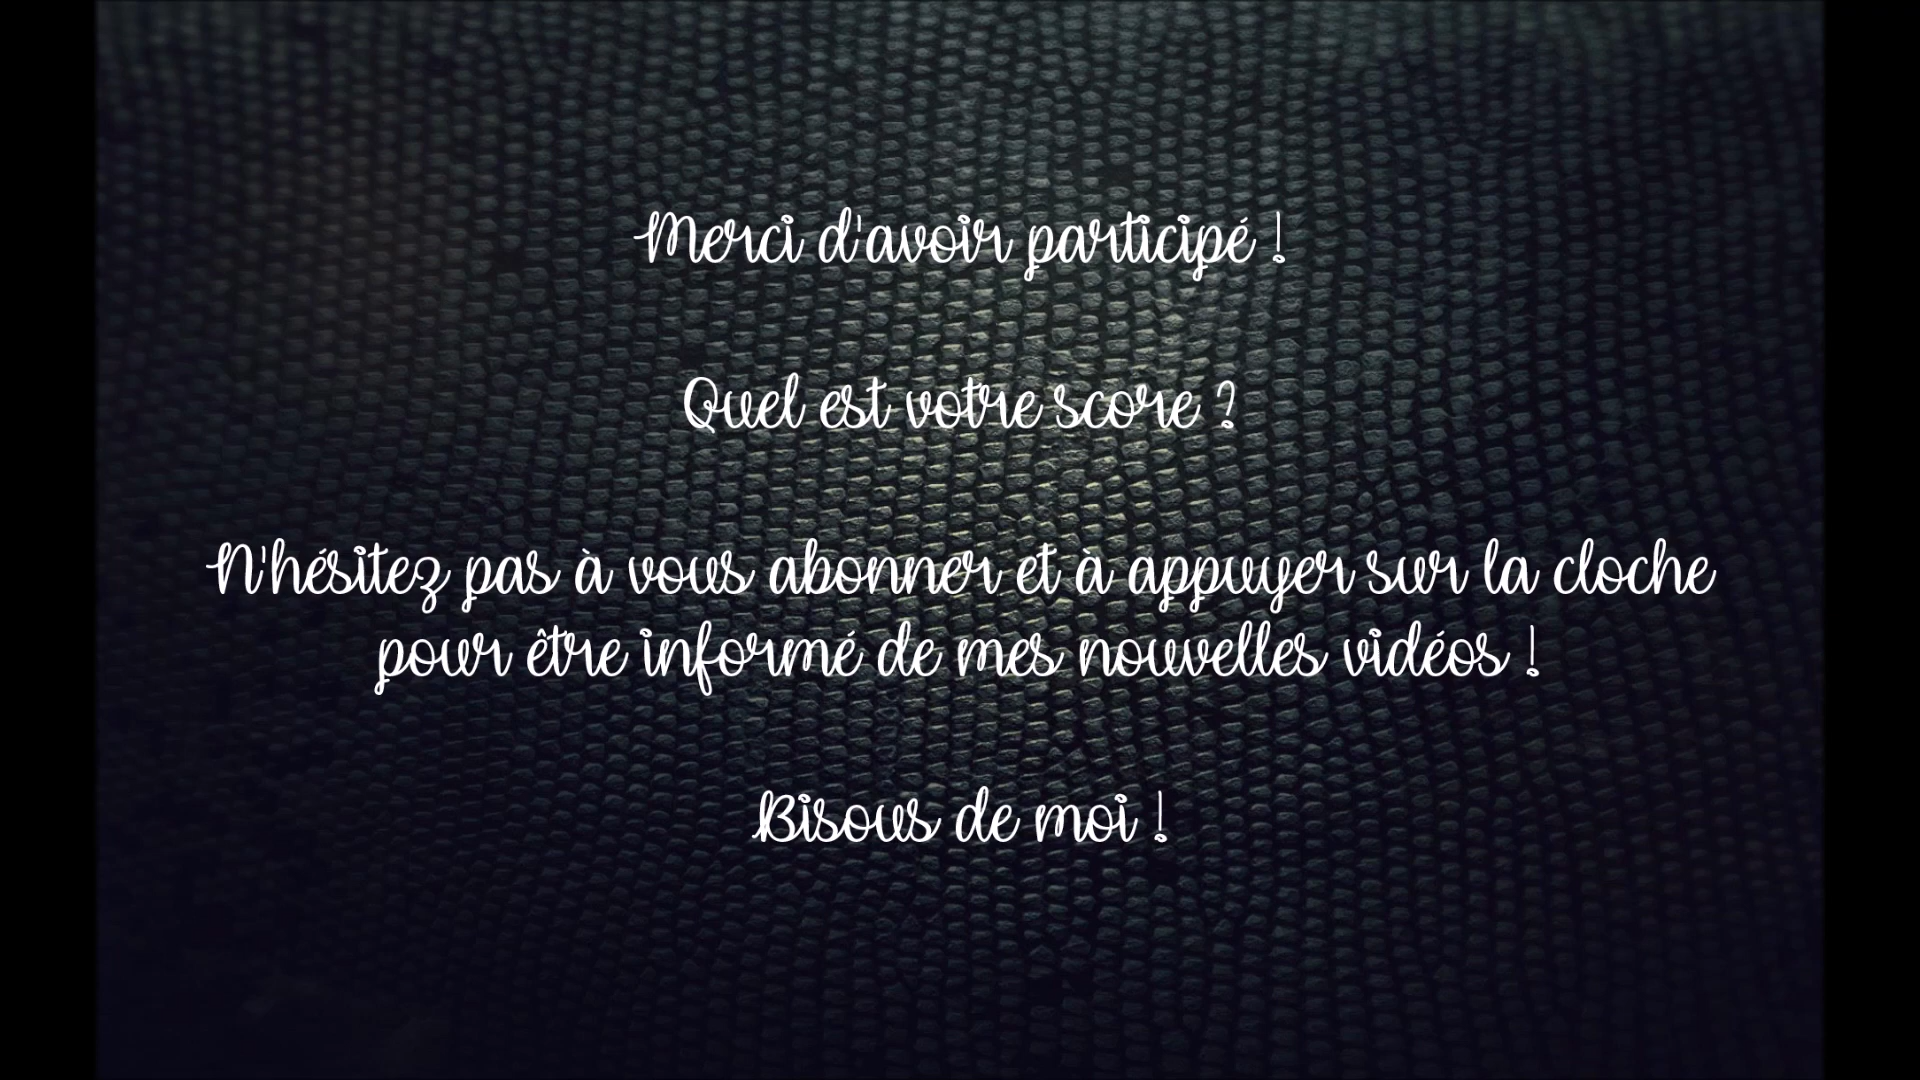 Merci d'avoir participé !
Quel est votre score ?
N'hésitez pas à vous abonner et à appuyer sur la cloche
pour être informé de mes nouvelles vidéos !
Bisous de moi !